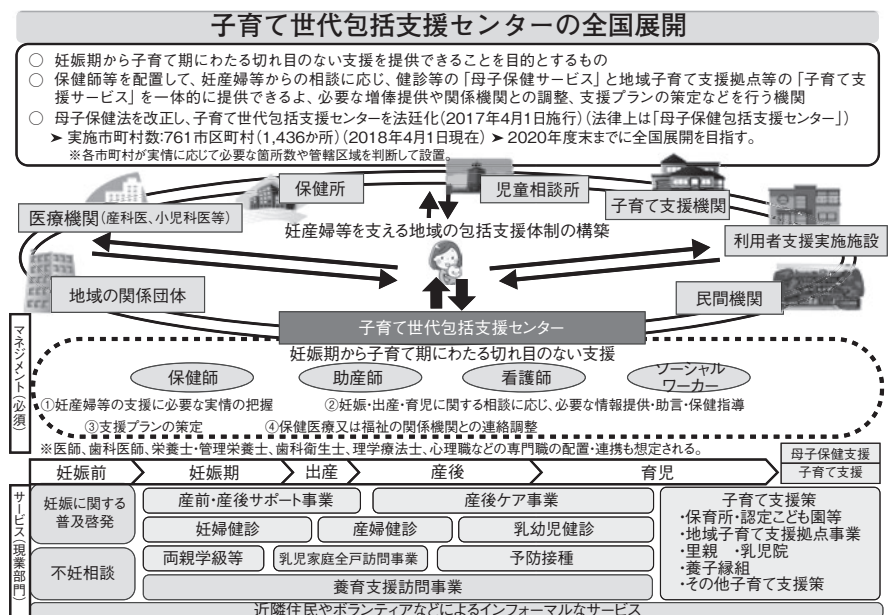 子育て世代包括支援センターの全国展開
○ 妊娠期から子育て期にわたる切れ目のない支援を提供できることを目的とするもの
○ 保健師等を配置して、妊産婦等からの相談に応じ、健診等の「母子保健サービス」と地域子育て支援拠点等の「子育て支
援サービス」を一体的に提供できるよ、必要な増俸提供や関係機関との調整、支援プランの策定などを行う機関
○ 母子保健法を改正し、子育て世代包括支援センターを法廷化(2017年4月1日施行)(法律上は「母子保健包括支援センター」)
➤ 実施市町村数:761市区町村(1,436か所)(2018年4月1日現在) ➤ 2020年度末までに全国展開を目指す。
※各市町村が実情に応じて必要な箇所数や管轄区域を判断して設置。
保健所
児童相談所
医療機関(産科医、小児科医等)
子育て支援機関
妊産婦等を支える地域の包括支援体制の構築
利用者支援実施施設
地域の関係団体
民間機関
子育て世代包括支援センター
妊娠期から子育て期にわたる切れ目のない支援
マネジメント(必須)
保健師
助産師
看護師
ソーシャル
ワーカー
①妊産婦等の支援に必要な実情の把握
②妊娠・出産・育児に関する相談に応じ、必要な情報提供・助言・保健指導
③支援プランの策定
④保健医療又は福祉の関係機関との連絡調整
※医師、歯科医師、栄養士・管理栄養士、歯科衛生士、理学療法士、心理職などの専門職の配置・連携も想定される。
母子保健支援
子育て支援
妊娠前
妊娠期
出産
産後
育児
サービス(現業部門)
妊娠に関する
普及啓発
産前・産後サポート事業
産後ケア事業
妊婦健診
産婦健診
乳幼児健診
不妊相談
両親学級等
乳児家庭全戸訪問事業
予防接種
養育支援訪問事業
子育て支援策
・保育所・認定こども園等
・地域子育て支援拠点事業
・里親 ・乳児院
・養子縁組
・その他子育て支援策
近隣住民やボランティアなどによるインフォーマルなサービス